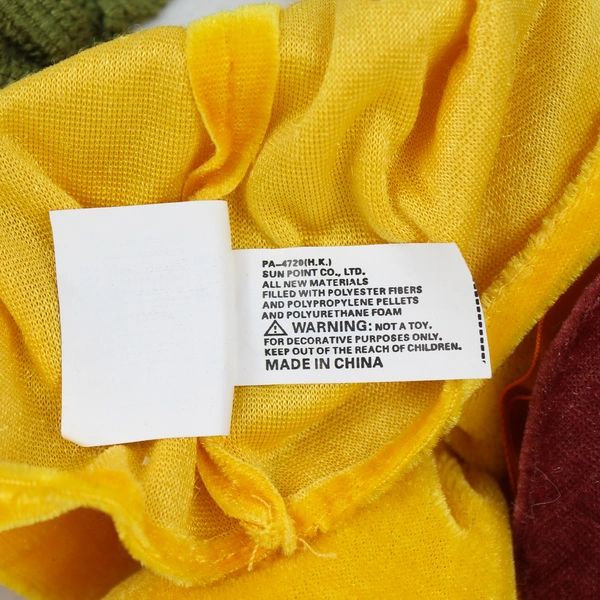 PA-4720(H.K.)
SUN POINT CO., LTD.
ALL NEW MATERIALS
FILLED WITH POLYESTER FIBERS
AND POLYPROPYLENE PELLETS
AND POLYURETHANE FOAM
WARNING: NOT A TOY.
FOR DECORATIVE PURPOSES ONLY.
KEEP OUT OF THE REACH OF CHILDREN.
MADE IN CHINA